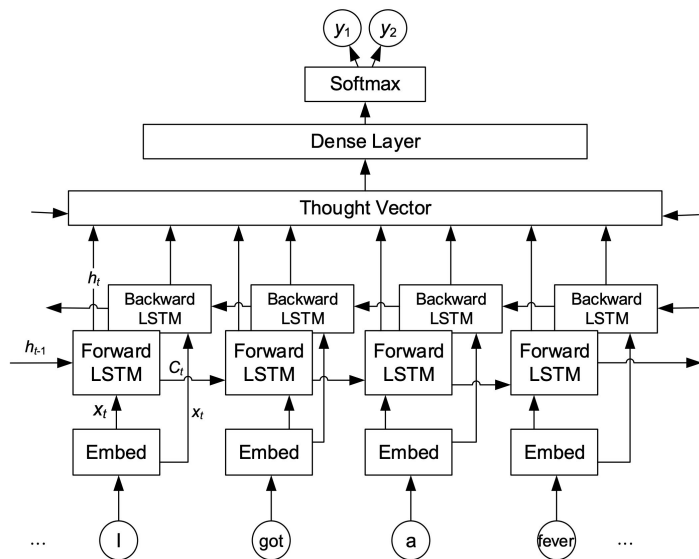 y1 y2
Softmax
Dense Layer
Thought Vector
ht
Backward LSTM
Backward LSTM
Backward LSTM
Backward LSTM
ht-1
Forward LSTM
Forward LSTM
Forward LSTM
Forward LSTM
Ct
xt
xt
Embed Embed Embed Embed
... I got a fever ...